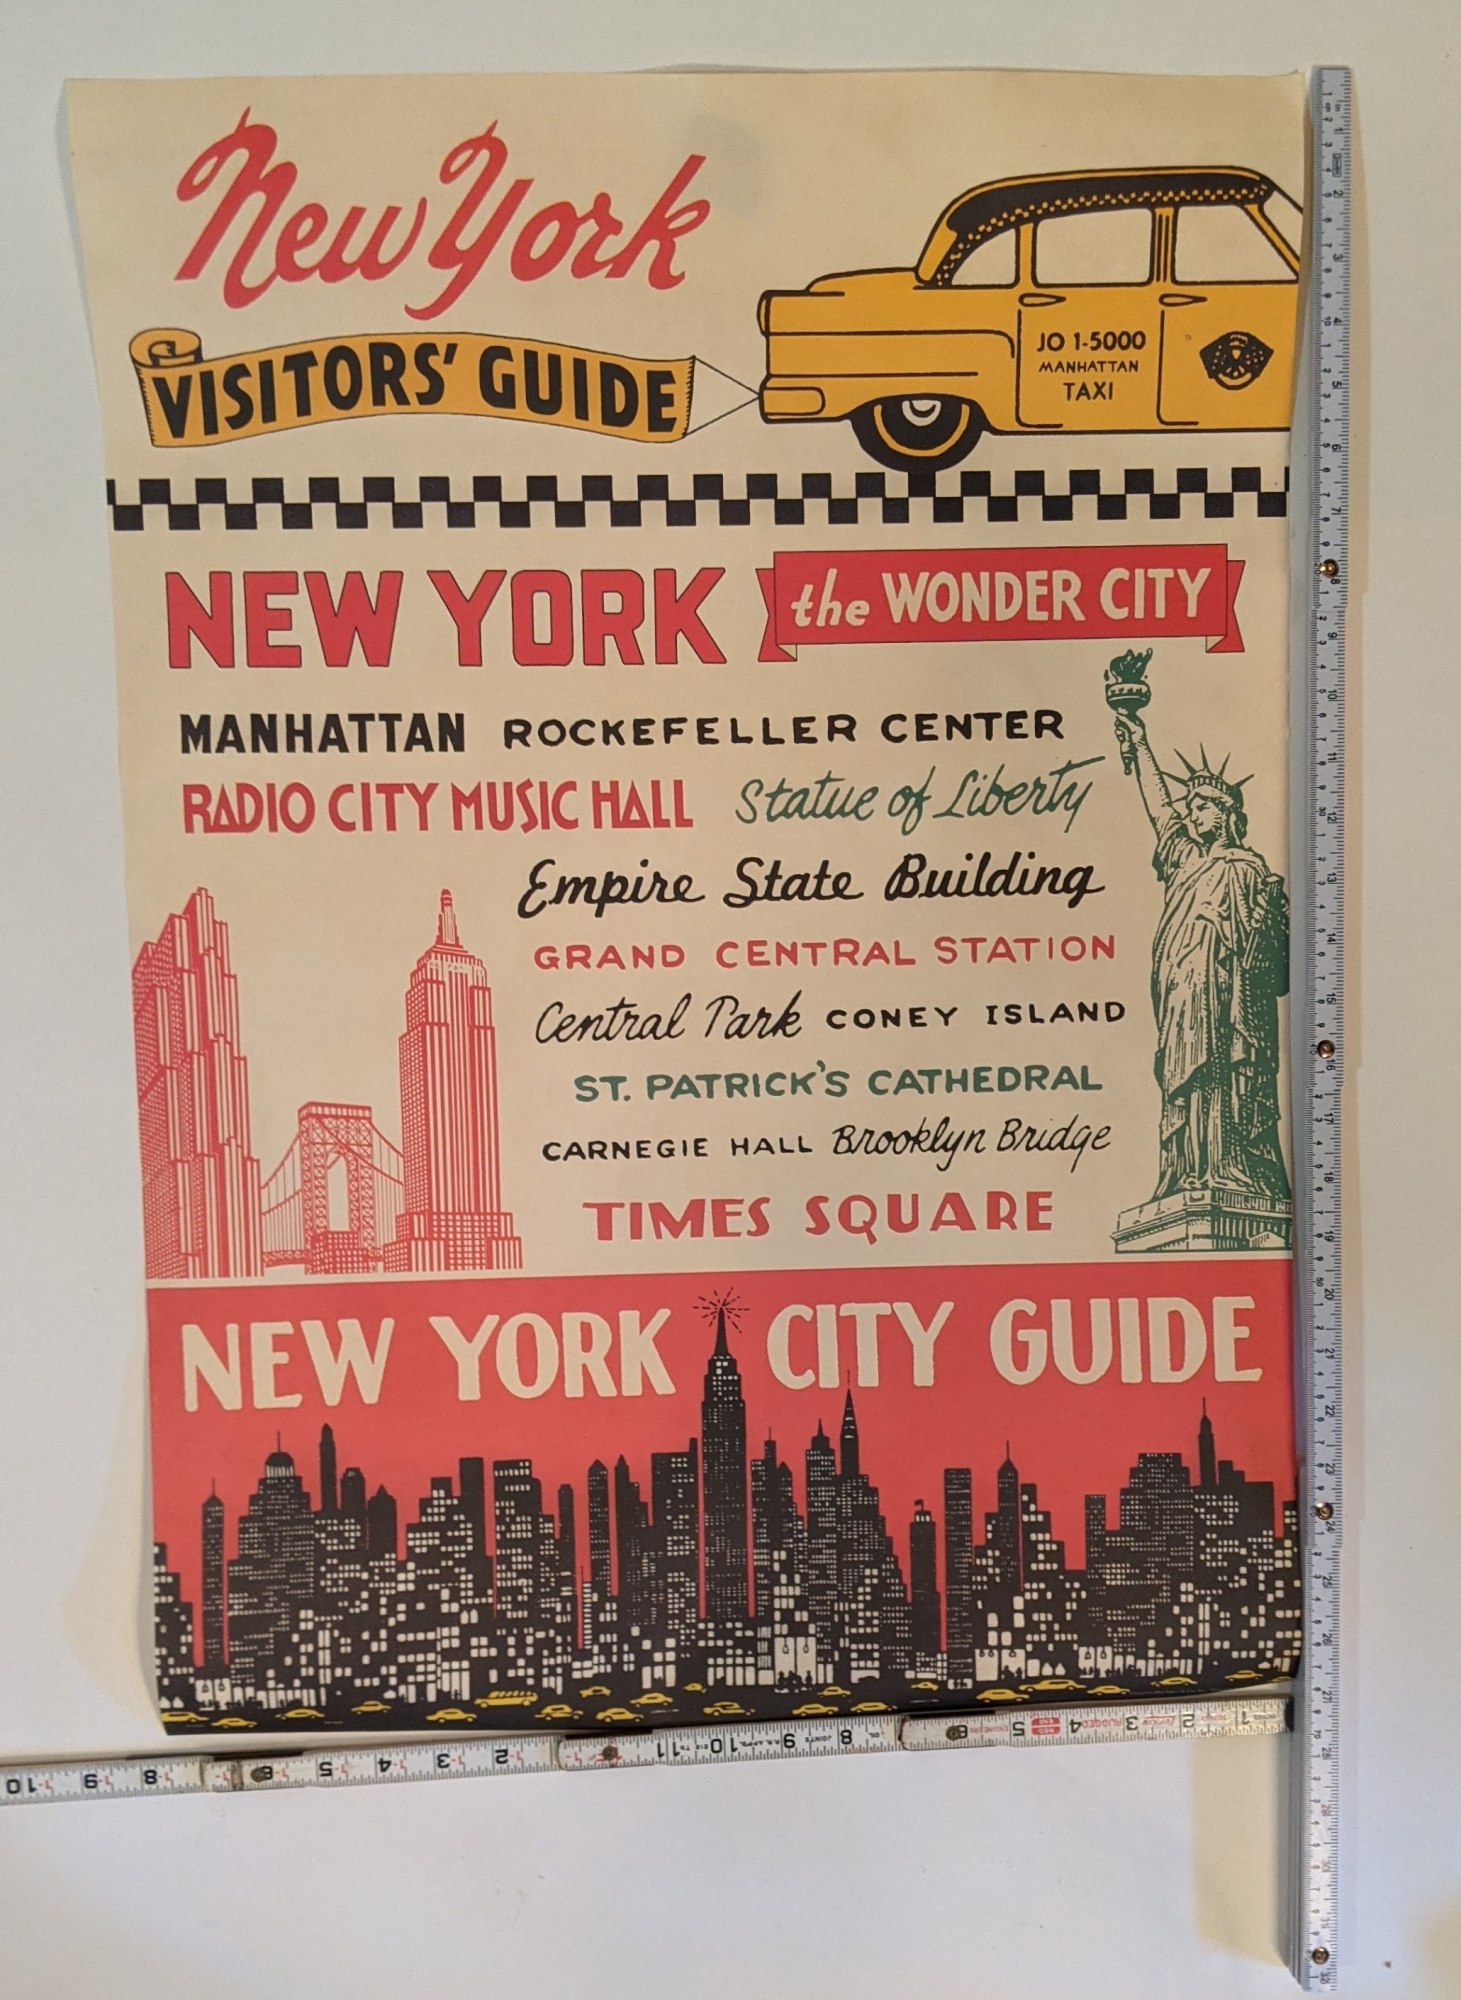 New York
VISITORS' GUIDE
JO 1-5000
MANHATTAN
TAXI
NEW YORK the WONDER CITY
MANHATTAN ROCKEFELLER CENTER
RADIO CITY MUSIC HALL Statue of Liberty
Empire State Building
GRAND CENTRAL STATION
Central Park CONEY ISLAND
ST. PATRICK'S CATHEDRAL
CARNEGIE HALL Brooklyn Bridge
TIMES SQUARE
NEW YORK CITY GUIDE